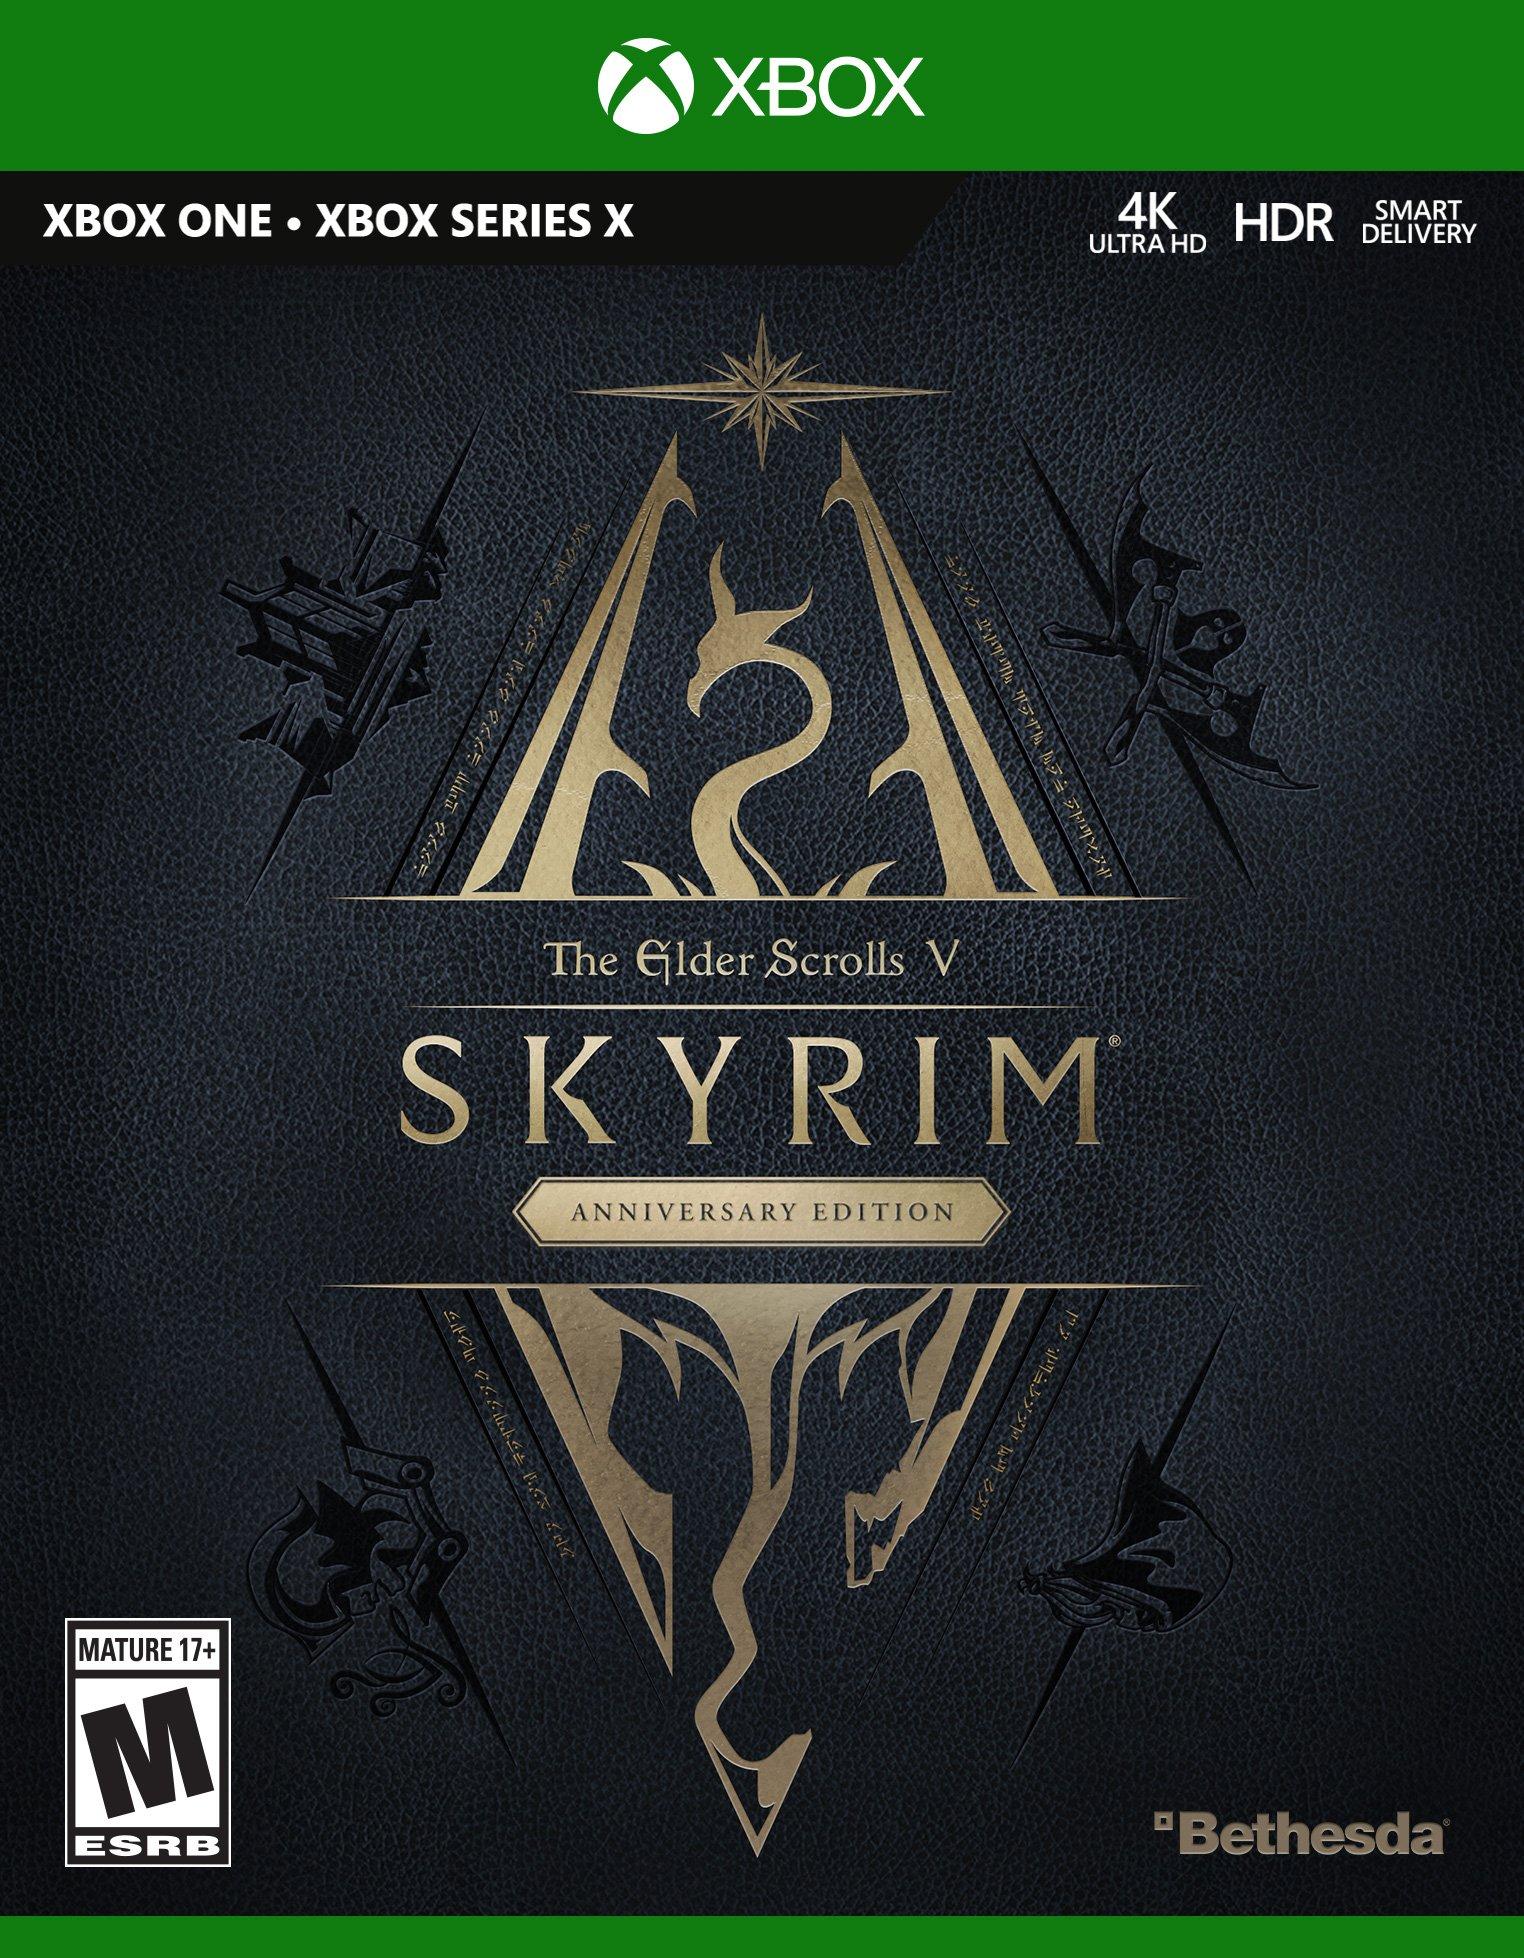 XBOX
XBOX ONE • XBOX SERIES X
4K
ULTRA HD
HDR
SMART
DELIVERY
The Elder Scrolls V
SKYRIM®
ANNIVERSARY EDITION
MATURE 17+
M
ESRB
Bethesda®